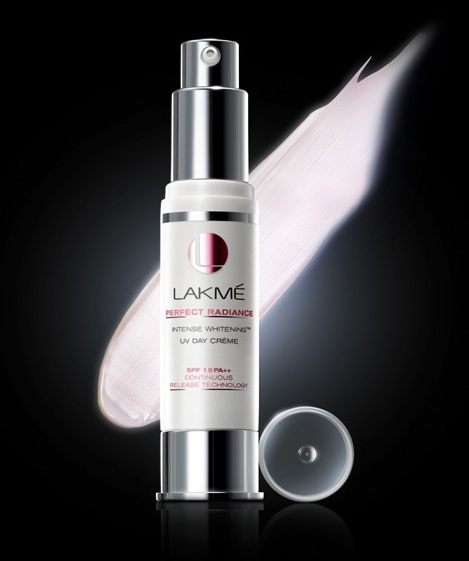 L
LAKMÉ
PERFECT RADIANCE
INTENSE WHITENING™
UV DAY CRÈME
SPF 15 PA++
CONTINUOUS
RELEASE TECHNOLOGY